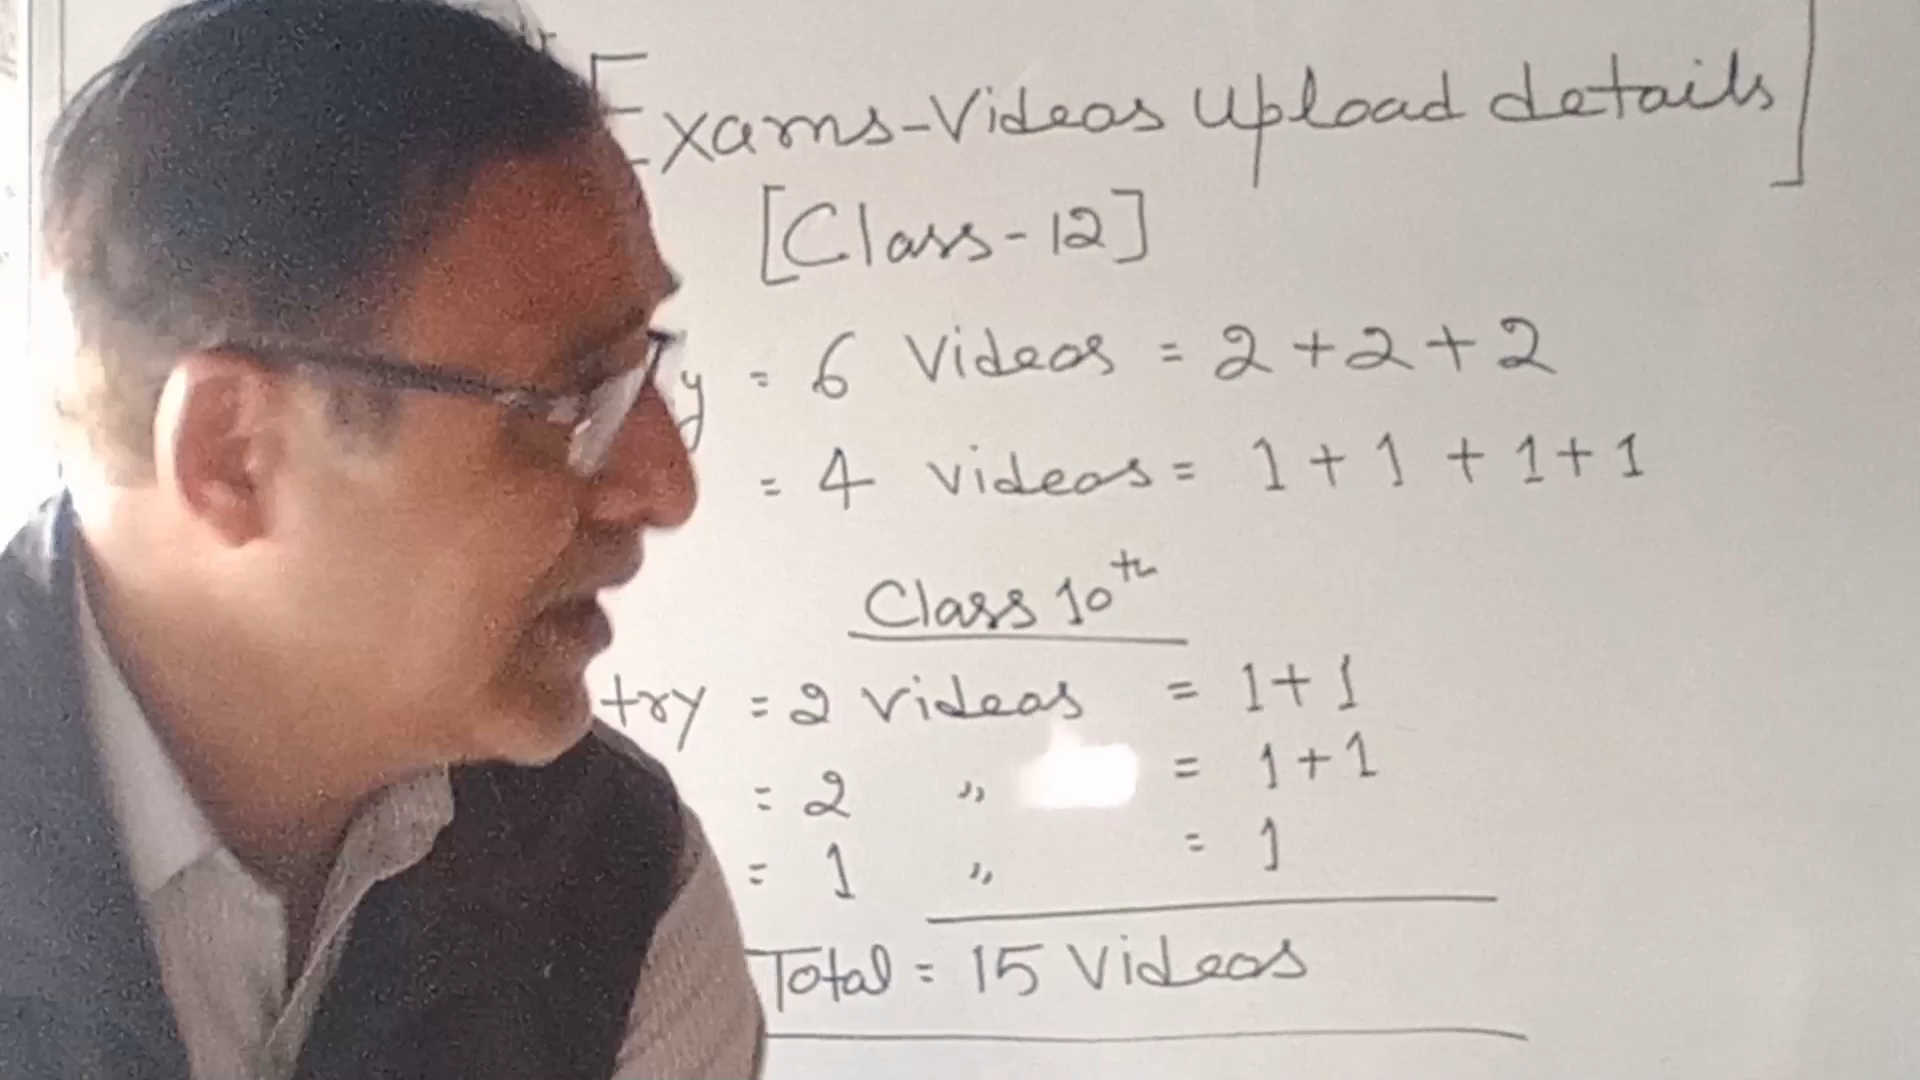 Exams-Videos Upload details]
[Class-12]
y = 6 Videos = 2+2+2
= 4 videos = 1+1+1+1
Class 10th
try = 2 videos = 1+1
= 2 " = 1+1
= 1 " = 1
Total = 15 Videos